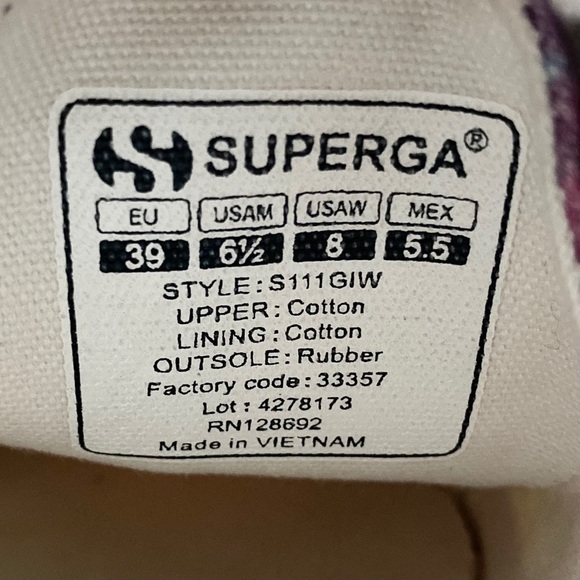 SUPERGA®
EU USAM USAW MEX
39 6½ 8 5.5
STYLE: S111GIW
UPPER: Cotton
LINING: Cotton
OUTSOLE: Rubber
Factory code: 33357
Lot: 4278173
RN128692
Made in VIETNAM